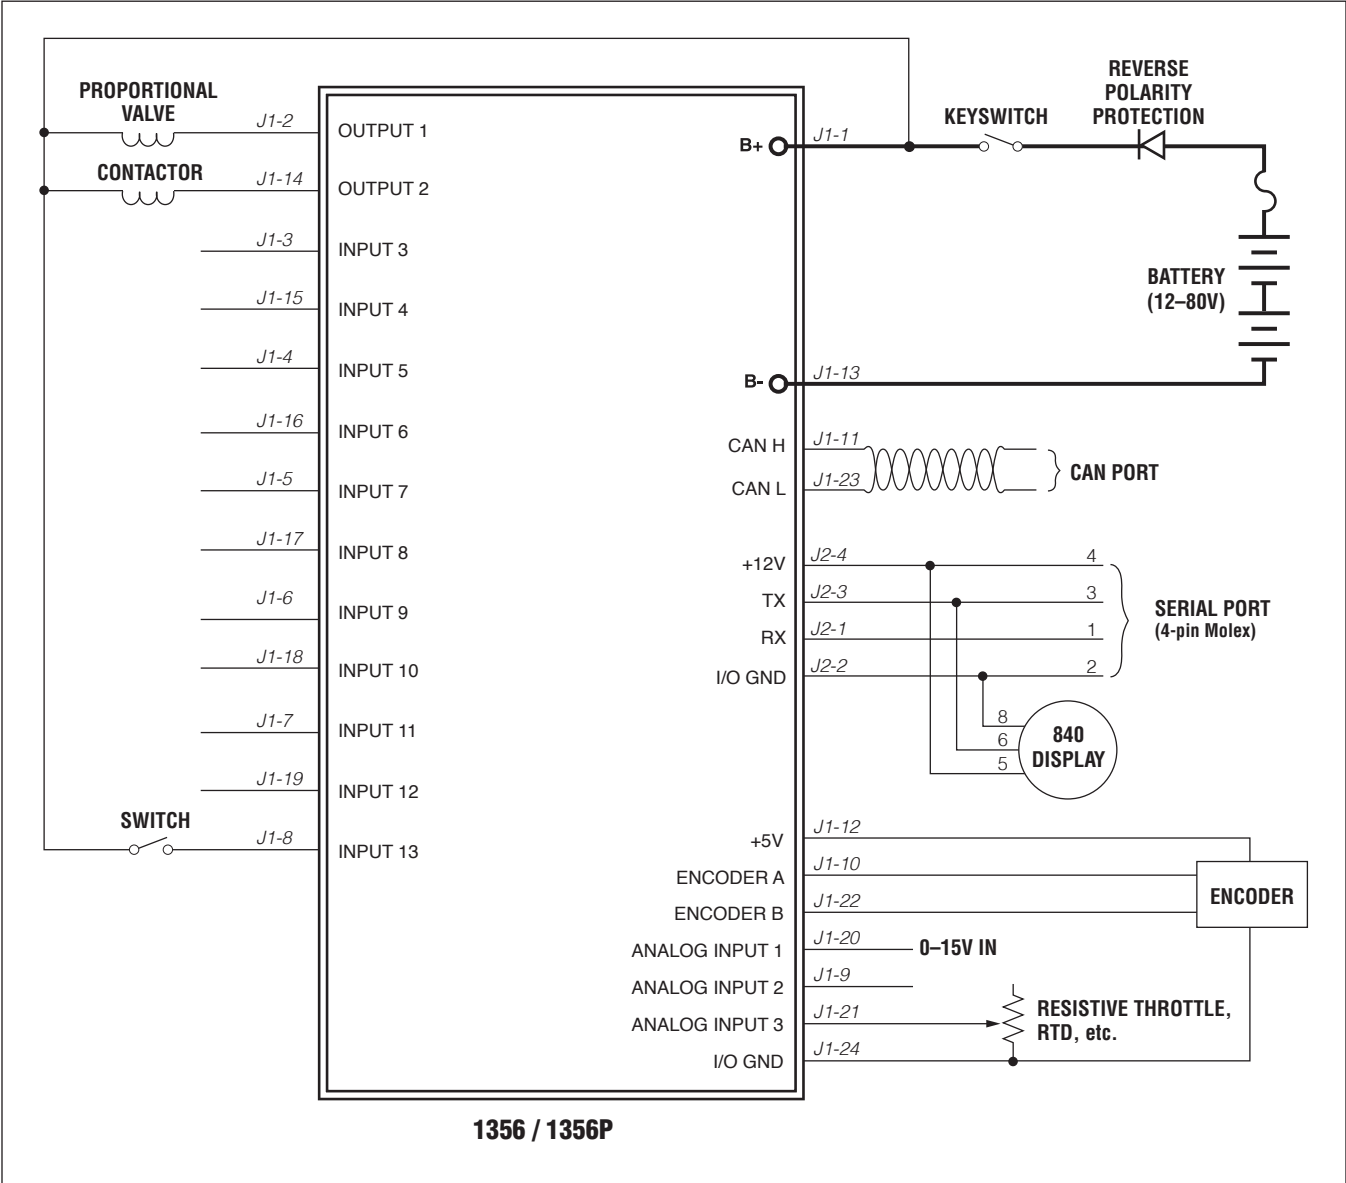 PROPORTIONAL
VALVE
J1-2
OUTPUT 1
CONTACTOR
J1-14
OUTPUT 2
J1-3
INPUT 3
J1-15
INPUT 4
J1-4
INPUT 5
J1-16
INPUT 6
J1-5
INPUT 7
J1-17
INPUT 8
J1-6
INPUT 9
J1-18
INPUT 10
J1-7
INPUT 11
J1-19
INPUT 12
SWITCH
J1-8
INPUT 13
B+
J1-1
KEYSWITCH
REVERSE
POLARITY
PROTECTION
BATTERY
(12–80V)
B-
J1-13
CAN H
J1-11
CAN L
J1-23
CAN PORT
+12V
J2-4
4
TX
J2-3
3
RX
J2-1
1
I/O GND
J2-2
2
SERIAL PORT
(4-pin Molex)
8
6
5
840
DISPLAY
+5V
J1-12
ENCODER A
J1-10
ENCODER B
J1-22
ENCODER
ANALOG INPUT 1
J1-20
0–15V IN
ANALOG INPUT 2
J1-9
ANALOG INPUT 3
J1-21
RESISTIVE THROTTLE,
RTD, etc.
I/O GND
J1-24
1356 / 1356P